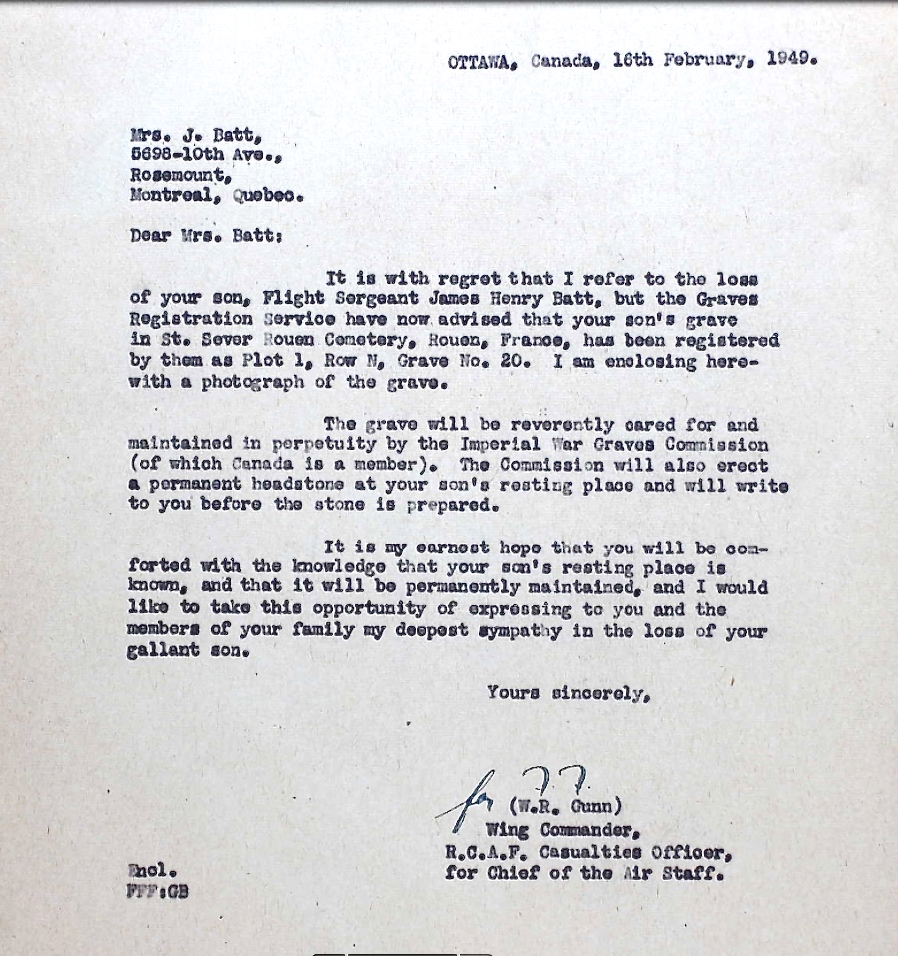 OTTAWA, Canada, 16th February, 1949.
Mrs. J. Batt,
5698-10th Ave.,
Rosemount,
Montreal, Quebec.
Dear Mrs. Batt:
It is with regret that I refer to the loss
of your son, Flight Sergeant James Henry Batt, but the Graves
Registration Service have now advised that your son's grave
in St. Sever Rouen Cemetery, Rouen, France, has been registered
by them as Plot 1, Row N, Grave No. 20. I am enclosing here-
with a photograph of the grave.
The grave will be reverently cared for and
maintained in perpetuity by the Imperial War Graves Commission
(of which Canada is a member). The Commission will also erect
a permanent headstone at your son's resting place and will write
to you before the stone is prepared.
It is my earnest hope that you will be com-
forted with the knowledge that your son's resting place is
known, and that it will be permanently maintained, and I would
like to take this opportunity of expressing to you and the
members of your family my deepest sympathy in the loss of your
gallant son.
Yours sincerely,
for
(W.R. Gunn)
Wing Commander,
R.C.A.F. Casualties Officer,
for Chief of the Air Staff.
Encl.
FFF:GB